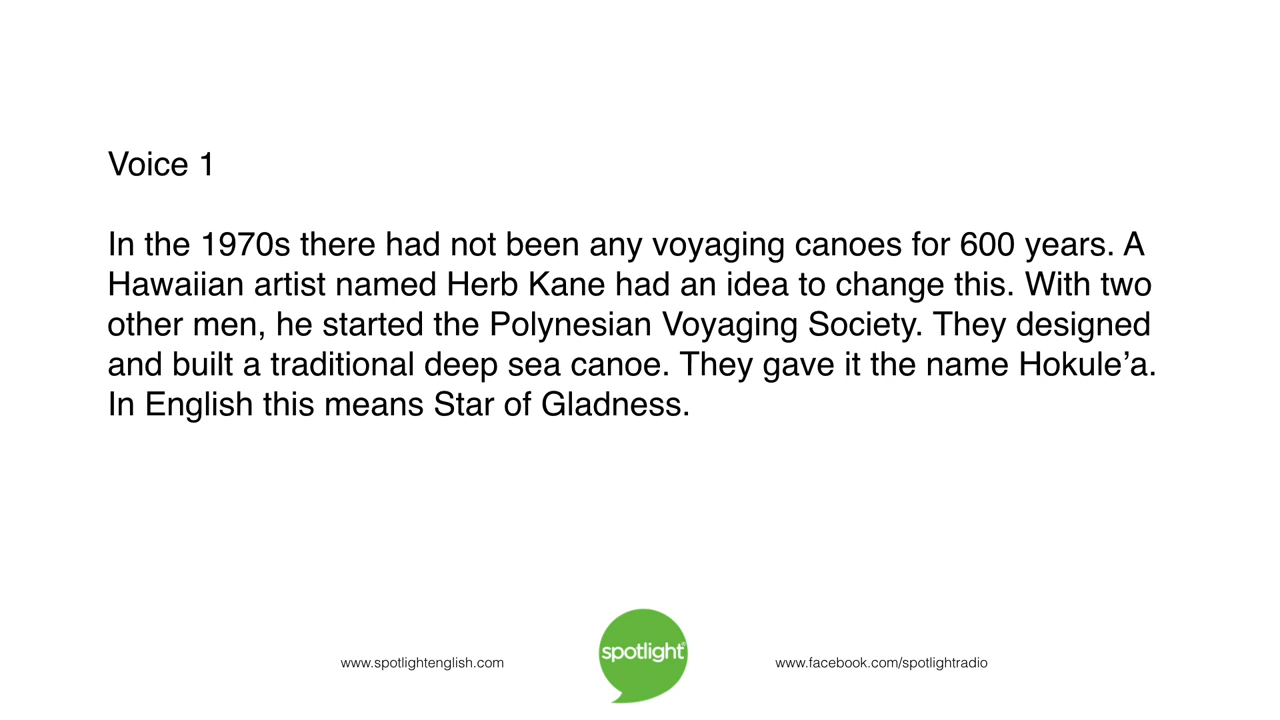 Voice 1
In the 1970s there had not been any voyaging canoes for 600 years. A
Hawaiian artist named Herb Kane had an idea to change this. With two
other men, he started the Polynesian Voyaging Society. They designed
and built a traditional deep sea canoe. They gave it the name Hokule’a.
In English this means Star of Gladness.
www.spotlightenglish.com
spotlight®
www.facebook.com/spotlightradio